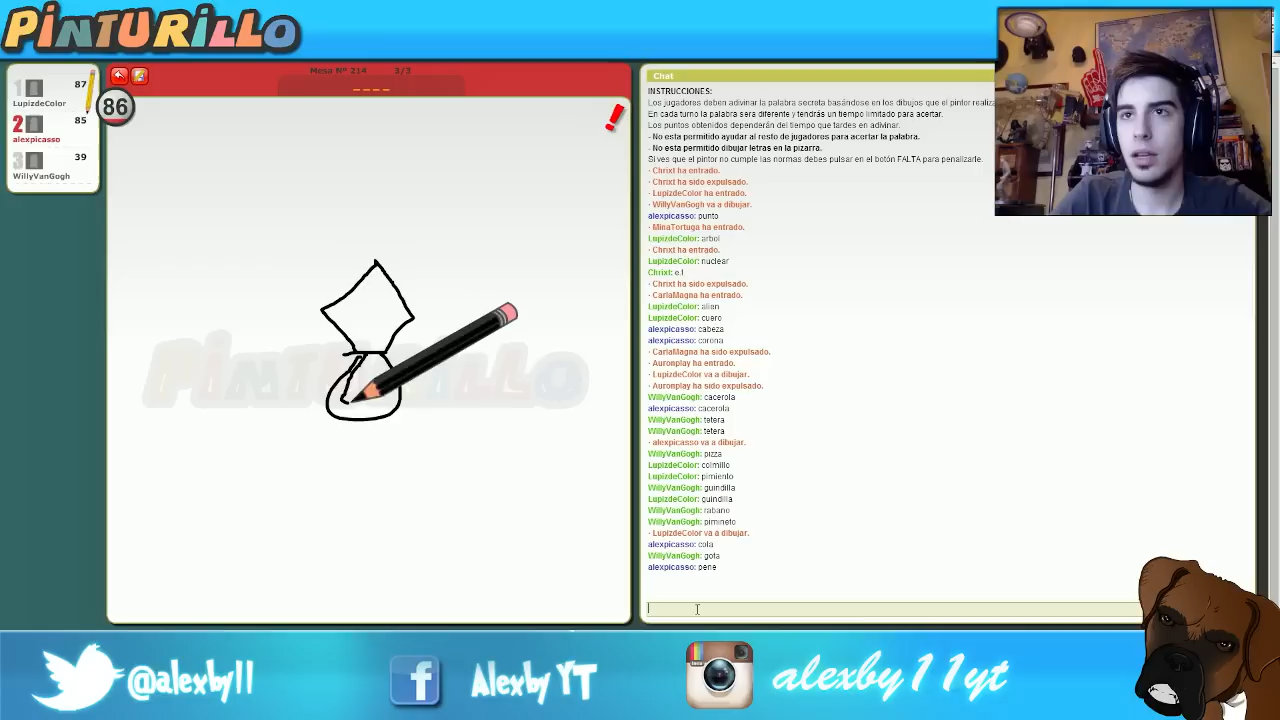 PINTURILLO
1 87
LupizdeColor
86
2 85
alexpicasso
3 39
WillyVanGogh
Mesa Nº 214 3/3
_ _ _ _
!
PINTURILLO
Chat
INSTRUCCIONES:
Los jugadores deben adivinar la palabra secreta basándose en los dibujos que el pintor realiza
En cada turno la palabra sera diferente y tendrás un tiempo limitado para acertar.
Los puntos obtenidos dependerán del tiempo que tardes en adivinar.
- No esta permitido ayudar al resto de jugadores para acertar la palabra.
- No esta permitido dibujar letras en la pizarra.
Si ves que el pintor no cumple las normas debes pulsar en el botón FALTA para penalizarle.
· Chrixt ha entrado.
· Chrixt ha sido expulsado.
· LupizdeColor ha entrado.
· WillyVanGogh va a dibujar.
alexpicasso: punto
· MinaTortuga ha entrado.
LupizdeColor: arbol
· Chrixt ha entrado.
LupizdeColor: nuclear
Chrixt: e.t
· Chrixt ha sido expulsado.
· CarlaMagna ha entrado.
LupizdeColor: alien
LupizdeColor: cuero
alexpicasso: cabeza
alexpicasso: corona
· CarlaMagna ha sido expulsado.
· Auronplay ha entrado.
· LupizdeColor va a dibujar.
· Auronplay ha sido expulsado.
WillyVanGogh: cacerola
alexpicasso: cacerola
WillyVanGogh: tetera
WillyVanGogh: tetera
· alexpicasso va a dibujar.
WillyVanGogh: pizza
LupizdeColor: colmillo
LupizdeColor: pimiento
WillyVanGogh: guindilla
LupizdeColor: guindilla
WillyVanGogh: rabano
WillyVanGogh: pimineto
· LupizdeColor va a dibujar.
alexpicasso: cola
WillyVanGogh: gota
alexpicasso: pene
@alexby11
f Alexby YT
alexby11yt